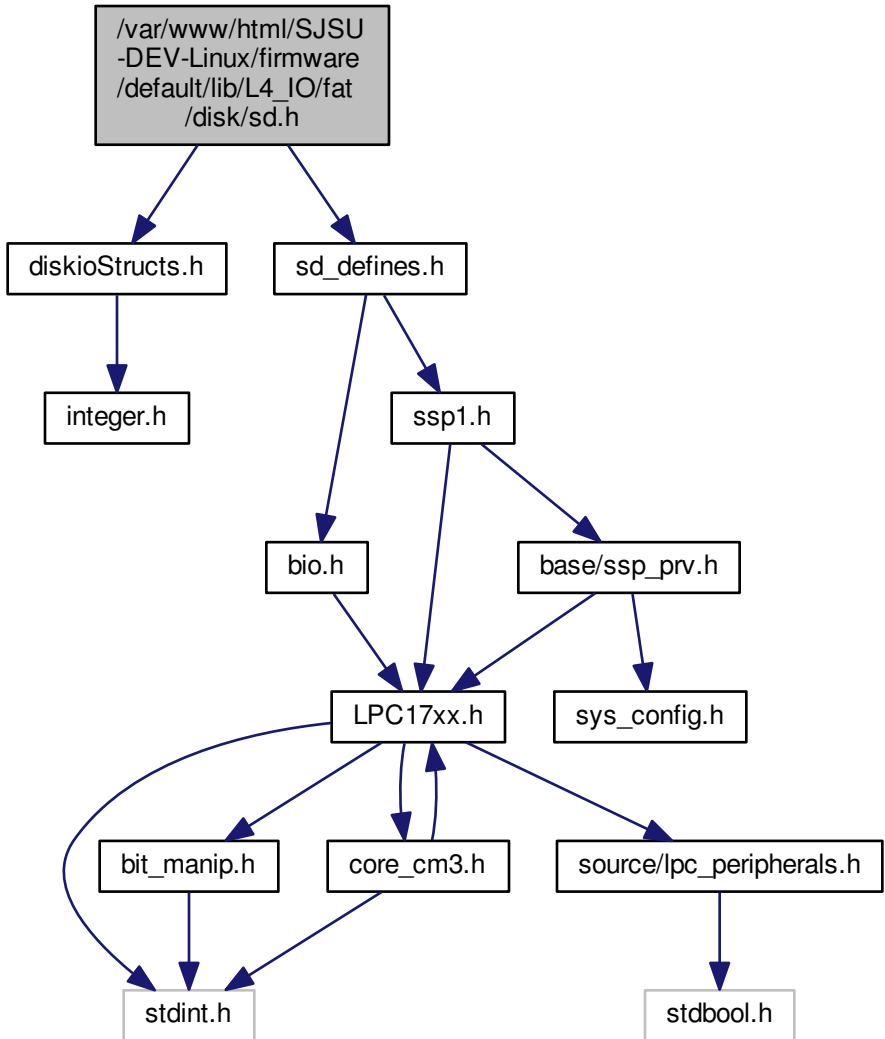 /var/www/html/SJSU
-DEV-Linux/firmware
/default/lib/L4_IO/fat
/disk/sd.h
diskioStructs.h
sd_defines.h
integer.h
ssp1.h
bio.h
base/ssp_prv.h
LPC17xx.h
sys_config.h
bit_manip.h
core_cm3.h
source/lpc_peripherals.h
stdint.h
stdbool.h